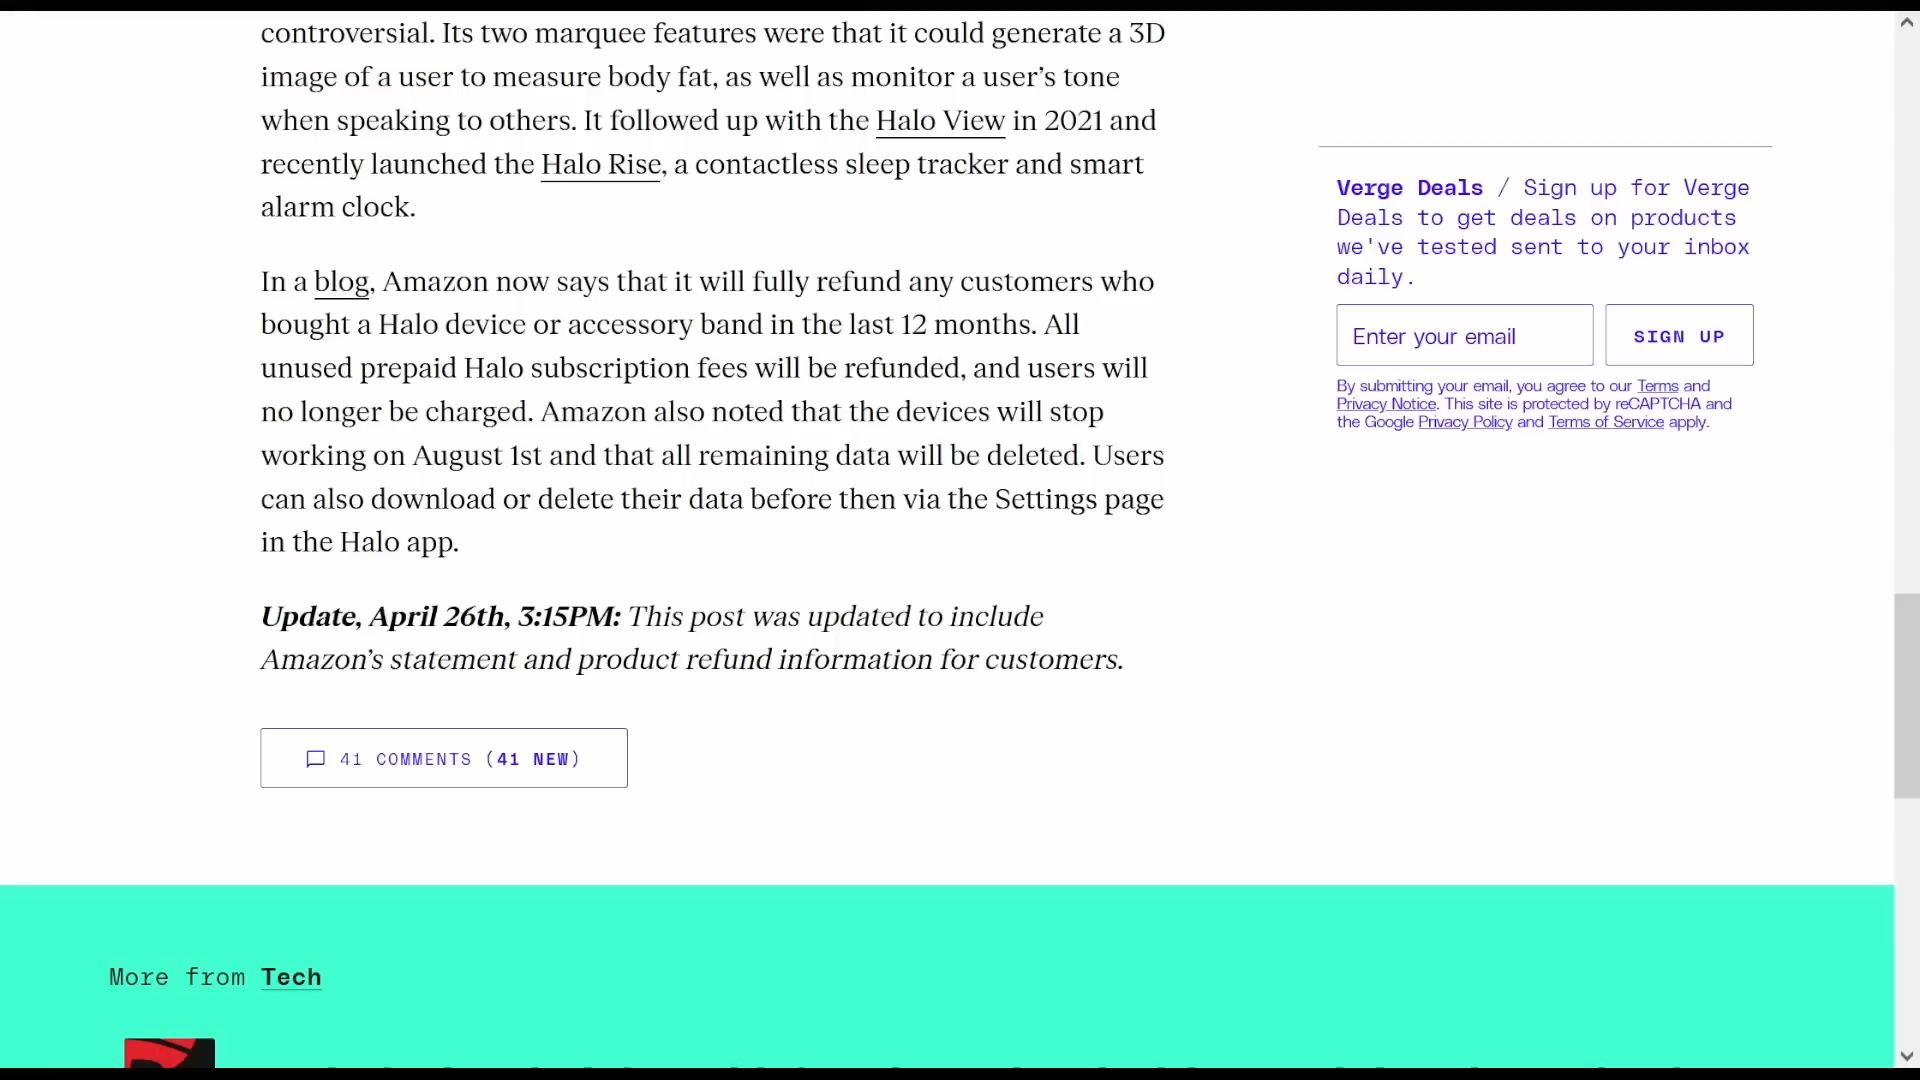 controversial. Its two marquee features were that it could generate a 3D
image of a user to measure body fat, as well as monitor a user’s tone
when speaking to others. It followed up with the Halo View in 2021 and
recently launched the Halo Rise, a contactless sleep tracker and smart
alarm clock.
In a blog, Amazon now says that it will fully refund any customers who
bought a Halo device or accessory band in the last 12 months. All
unused prepaid Halo subscription fees will be refunded, and users will
no longer be charged. Amazon also noted that the devices will stop
working on August 1st and that all remaining data will be deleted. Users
can also download or delete their data before then via the Settings page
in the Halo app.
Update, April 26th, 3:15PM: This post was updated to include
Amazon’s statement and product refund information for customers.
41 COMMENTS (41 NEW)
Verge Deals / Sign up for Verge
Deals to get deals on products
we've tested sent to your inbox
daily.
Enter your email
SIGN UP
By submitting your email, you agree to our Terms and
Privacy Notice. This site is protected by reCAPTCHA and
the Google Privacy Policy and Terms of Service apply.
More from Tech